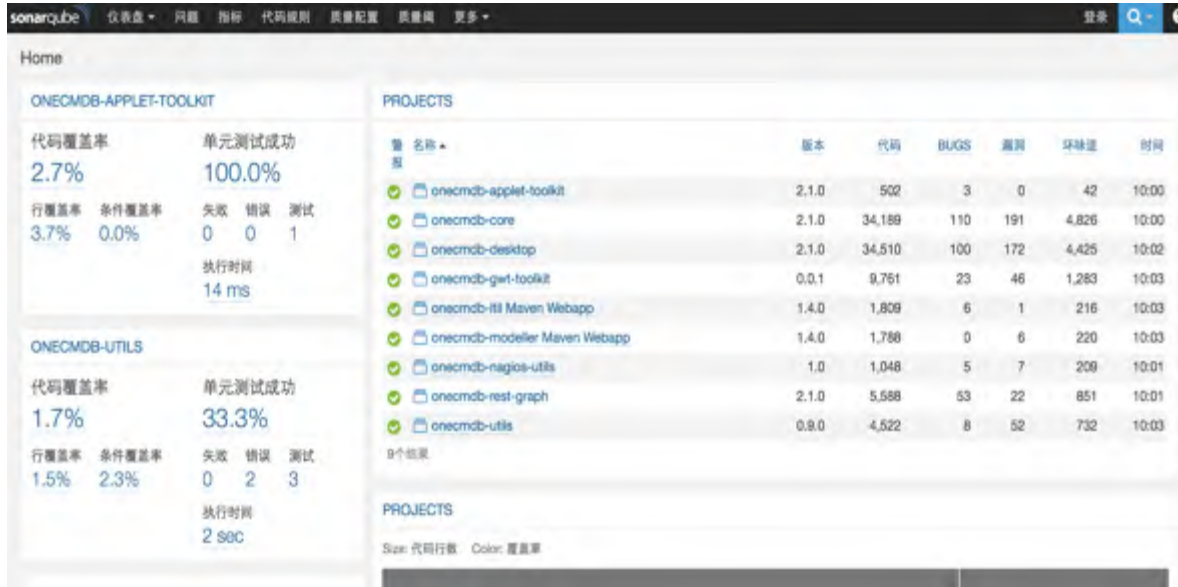 sonarqube 仪表盘 问题 指标 代码规则 质量配置 质量阈 更多 登录
Home
ONECMDB-APPLET-TOOLKIT
代码覆盖率 单元测试成功
2.7% 100.0%
行覆盖率 条件覆盖率 失败 错误 测试
3.7% 0.0% 0 0 1
执行时间
14 ms
ONECMDB-UTILS
代码覆盖率 单元测试成功
1.7% 33.3%
行覆盖率 条件覆盖率 失败 错误 测试
1.5% 2.3% 0 2 3
执行时间
2 sec
PROJECTS
警报 名称 版本 代码 BUGS 漏洞 坏味道 时间
onecmdb-applet-toolkit 2.1.0 502 3 0 42 10:00
onecmdb-core 2.1.0 34,189 110 191 4,826 10:00
onecmdb-desktop 2.1.0 34,510 100 172 4,425 10:02
onecmdb-gwt-toolkit 0.0.1 9,761 23 46 1,283 10:03
onecmdb-itil Maven Webapp 1.4.0 1,809 6 1 216 10:03
onecmdb-modeller Maven Webapp 1.4.0 1,788 0 6 220 10:03
onecmdb-nagios-utils 1.0 1,048 5 7 209 10:01
onecmdb-rest-graph 2.1.0 5,588 53 22 851 10:01
onecmdb-utils 0.9.0 4,522 8 52 732 10:03
9个结果
PROJECTS
Size: 代码行数 Color: 覆盖率